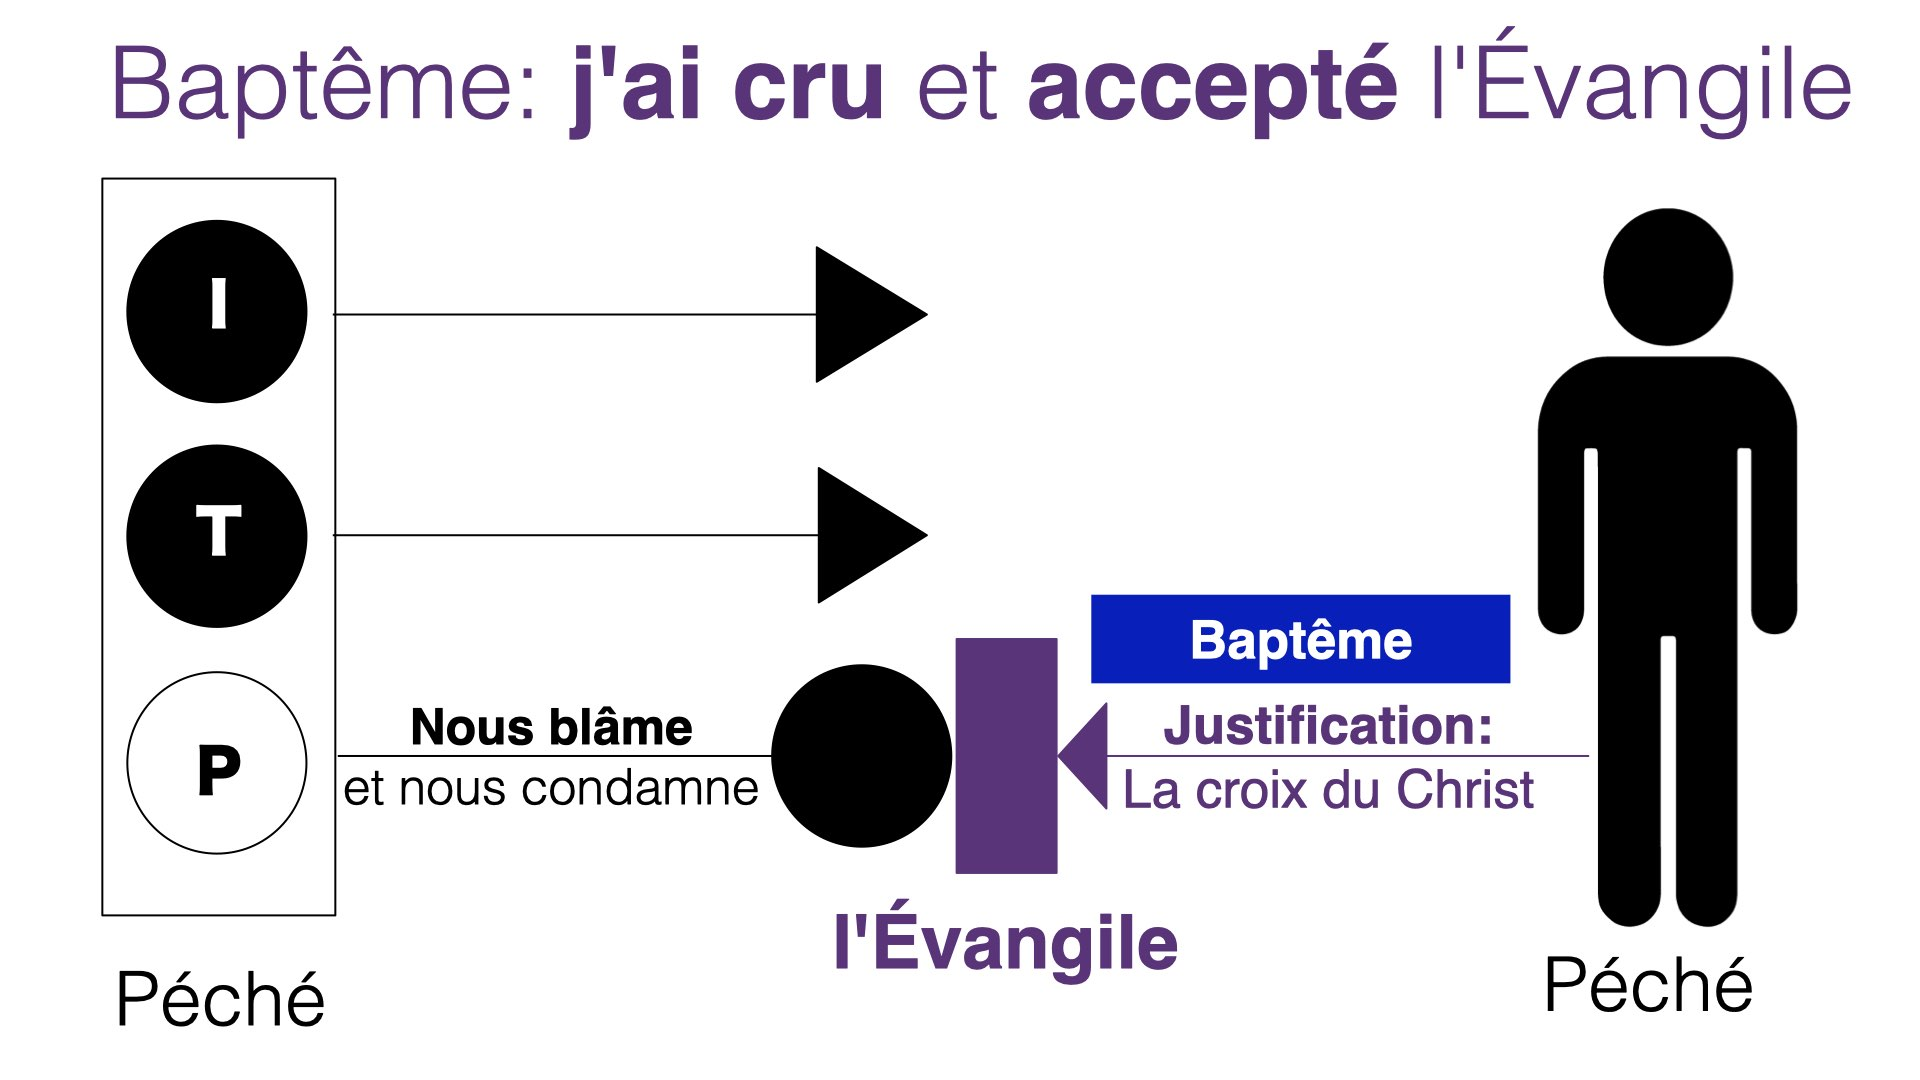 Baptême: j'ai cru et accepté l'Évangile
I
T
P
Nous blâme
et nous condamne
Baptême
Justification:
La croix du Christ
l'Évangile
Péché
Péché